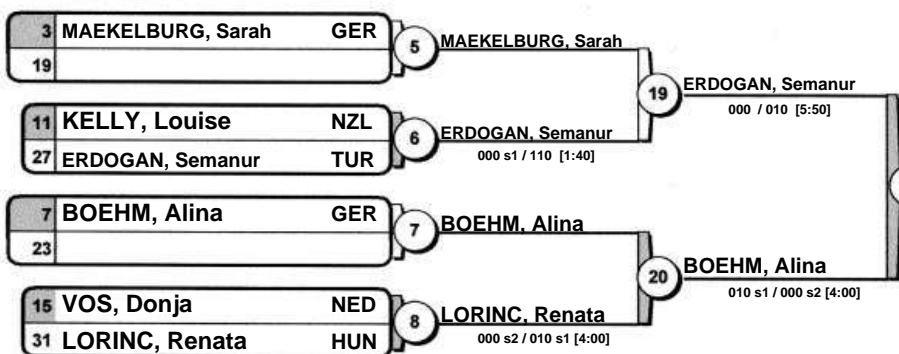 3 MAEKELBURG, Sarah GER
19
5
MAEKELBURG, Sarah
11 KELLY, Louise NZL
27 ERDOGAN, Semanur TUR
6
ERDOGAN, Semanur
000 s1 / 110 [1:40]
19
ERDOGAN, Semanur
000 / 010 [5:50]
7 BOEHM, Alina GER
23
7
BOEHM, Alina
15 VOS, Donja NED
31 LORINC, Renata HUN
8
LORINC, Renata
000 s2 / 010 s1 [4:00]
20
BOEHM, Alina
010 s1 / 000 s2 [4:00]